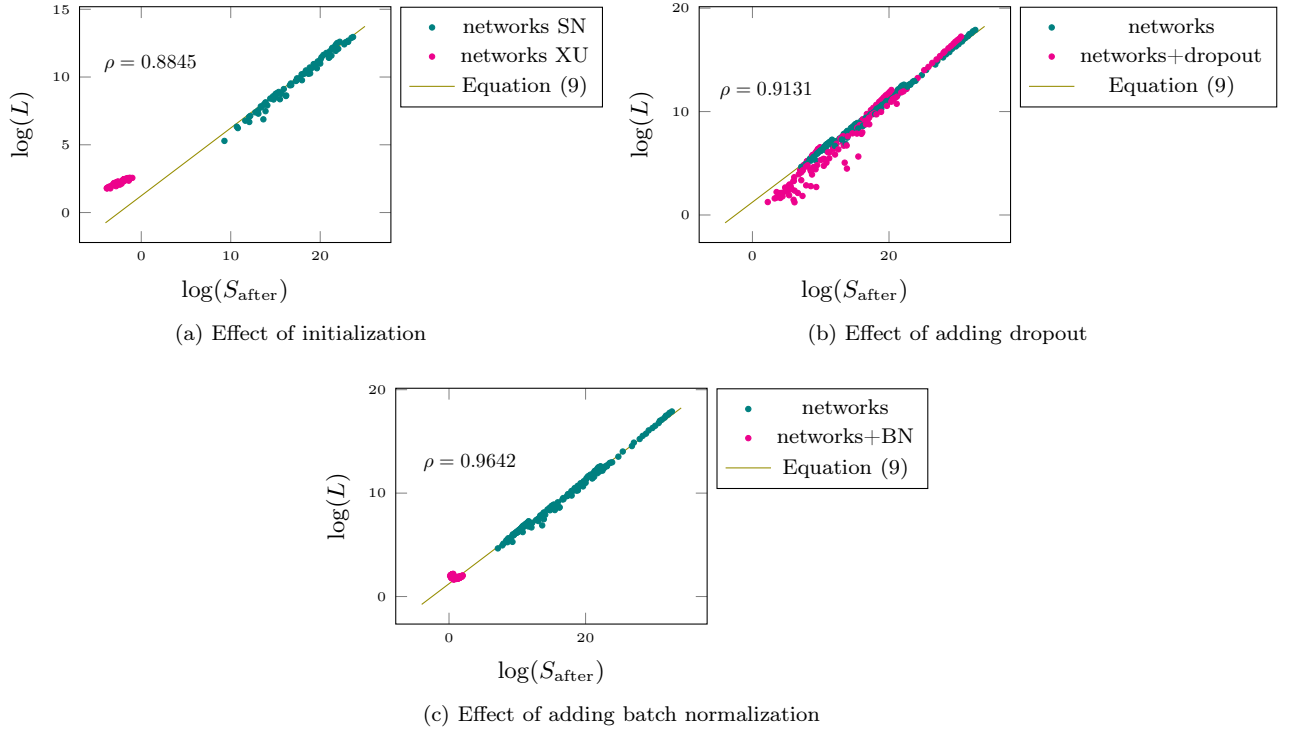 15
10
5
0
log(L)
ρ = 0.8845
0
10
20
log(S_after)
networks SN
networks XU
Equation (9)
(a) Effect of initialization
20
10
0
log(L)
ρ = 0.9131
0
20
log(S_after)
networks
networks+dropout
Equation (9)
(b) Effect of adding dropout
20
10
0
log(L)
ρ = 0.9642
0
20
log(S_after)
networks
networks+BN
Equation (9)
(c) Effect of adding batch normalization